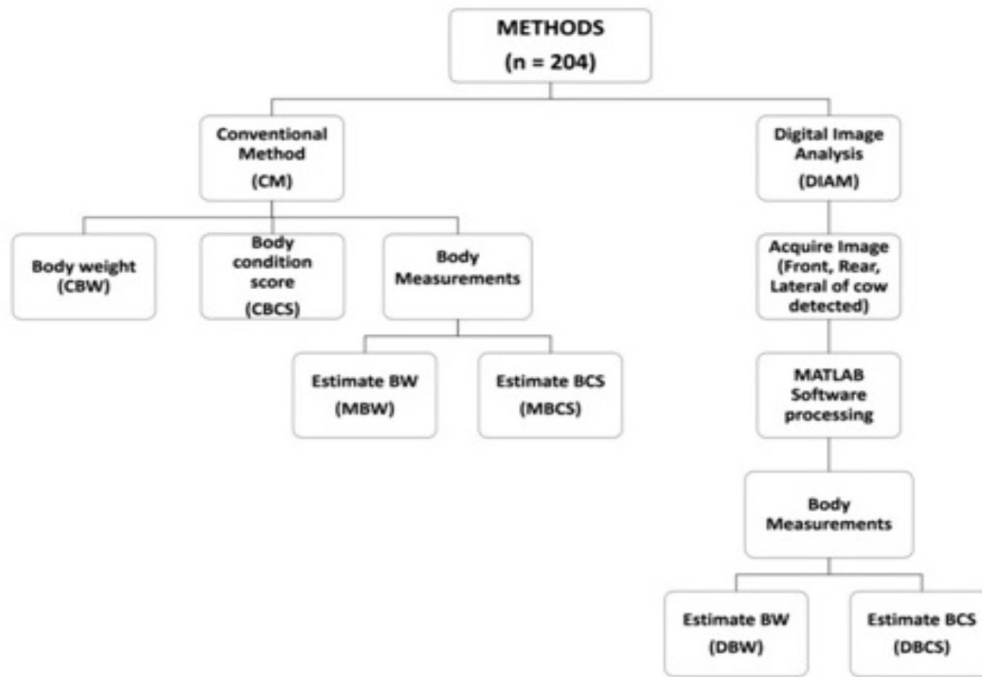 METHODS
(n = 204)
Conventional
Method
(CM)
Digital Image
Analysis
(DIAM)
Body weight
(CBW)
Body
condition
score
(CBCS)
Body
Measurements
Acquire Image
(Front, Rear,
Lateral of cow
detected)
Estimate BW
(MBW)
Estimate BCS
(MBCS)
MATLAB
Software
processing
Body
Measurements
Estimate BW
(DBW)
Estimate BCS
(DBCS)